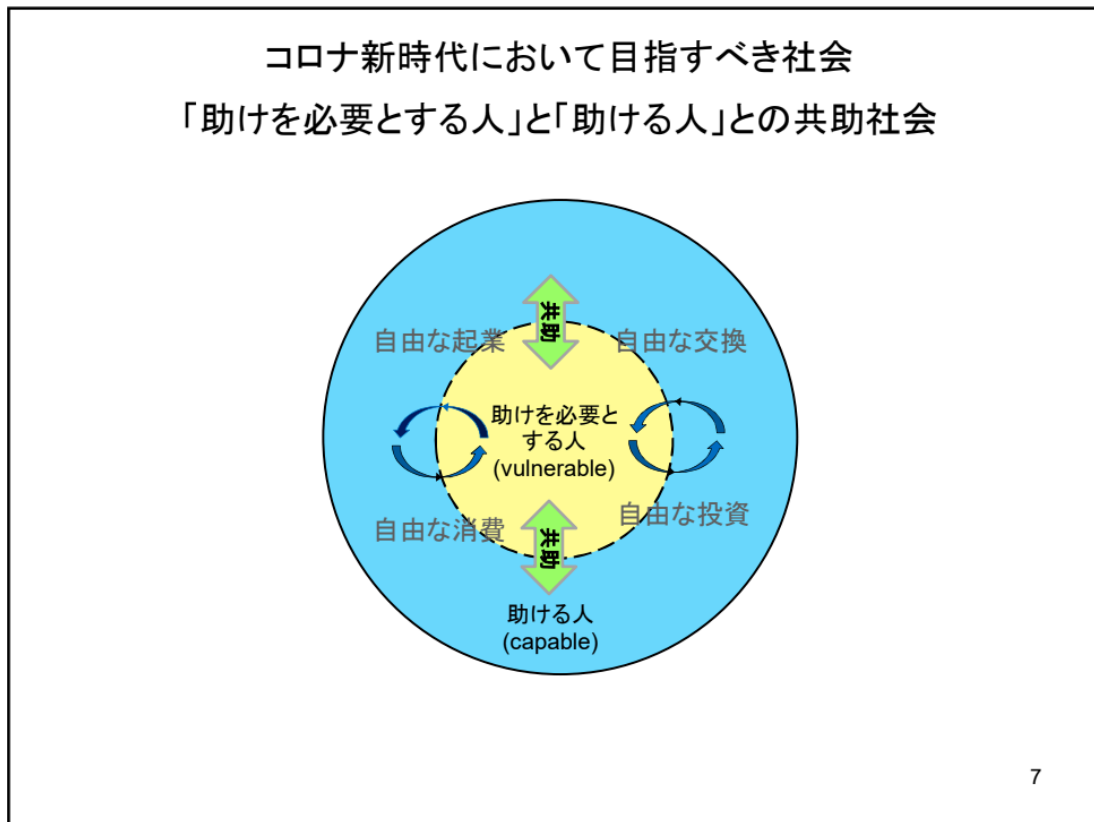 コロナ新時代において目指すべき社会
「助けを必要とする人」と「助ける人」との共助社会
共助
自由な起業
自由な交換
助けを必要と
する人
(vulnerable)
自由な消費
自由な投資
共助
助ける人
(capable)
7